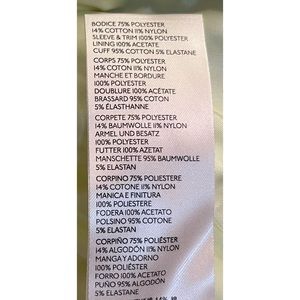 BODICE 75% POLYESTER
14% COTTON 11% NYLON
SLEEVE & TRIM 100% POLYESTER
LINING 100% ACETATE
CUFF 95% COTTON 5% ELASTANE
CORPS 75% POLYESTER
14% COTON 11% NYLON
MANCHE ET BORDURE
100% POLYESTER
DOUBLURE 100% ACÉTATE
BRASSARD 95% COTON
5% ÉLASTHANNE
CORPETE 75% POLYESTER
14% BAUMWOLLE 11% NYLON
ARMEL UND BESATZ
100% POLYESTER
FUTTER 100% AZETAT
MANSCHETTE 95% BAUMWOLLE
5% ELASTAN
CORPINO 75% POLIESTERE
14% COTONE 11% NYLON
MANICA E FINITURA
100% POLIESTERE
FODERA 100% ACETATO
POLSINO 95% COTONE
5% ELASTAN
CORPIÑO 75% POLIÉSTER
14% ALGODÓN 11% NYLON
MANGA Y ADORNO
100% POLIÉSTER
FORRO 100% ACETATO
PUÑO 95% ALGODÓN
5% ELASTANE